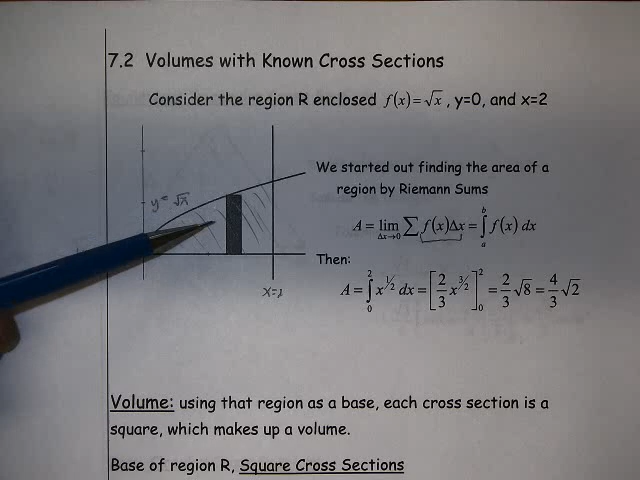 7.2 Volumes with Known Cross Sections
Consider the region R enclosed f(x)=√x , y=0, and x=2
We started out finding the area of a
region by Riemann Sums
y = √x
A = lim Δx→0 ∑ f(x)Δx = ∫ₐᵇ f(x) dx
Then:
A = ∫₀² x^{1/2} dx = [2/3 x^{3/2}]₀² = 2/3 √8 = 4/3 √2
x=2
Volume: using that region as a base, each cross section is a
square, which makes up a volume.
Base of region R, Square Cross Sections